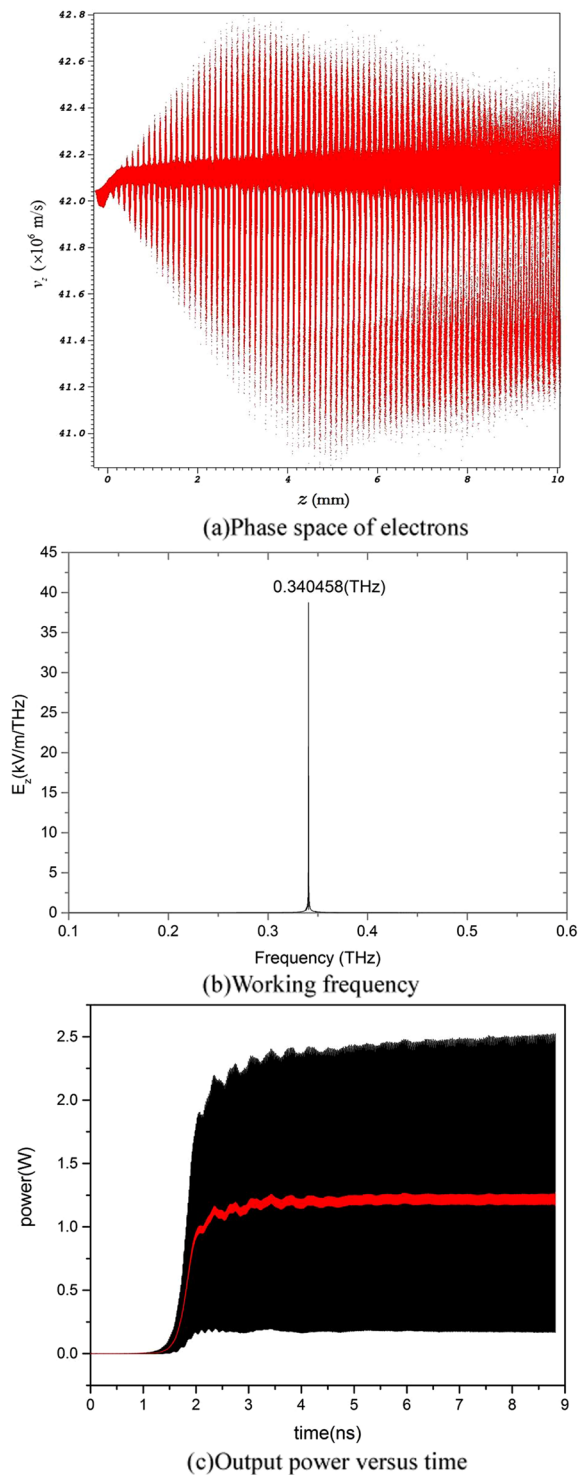 42.8
42.6
42.4
42.2
42.0
41.8
41.6
41.4
41.2
41.0
v_z (×10⁶ m/s)
0 2 4 6 8 10
z (mm)
(a)Phase space of electrons
45
40
35
30
25
20
15
10
5
0
E_z(kV/m/THz)
0.340458(THz)
0.1 0.2 0.3 0.4 0.5 0.6
Frequency (THz)
(b)Working frequency
2.5
2.0
1.5
1.0
0.5
0.0
power(W)
0 1 2 3 4 5 6 7 8 9
time(ns)
(c)Output power versus time